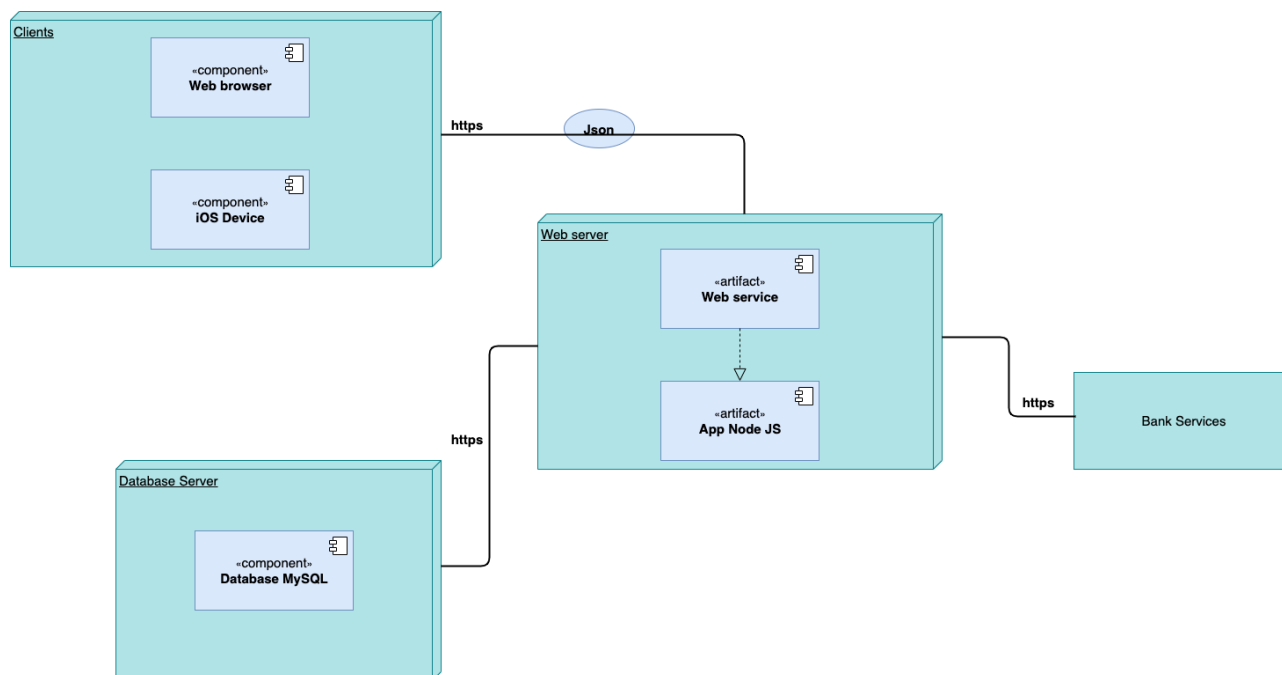 Clients
«component»
Web browser
https
Json
«component»
iOS Device
Web server
«artifact»
Web service
«artifact»
App Node JS
https
Bank Services
https
Database Server
«component»
Database MySQL